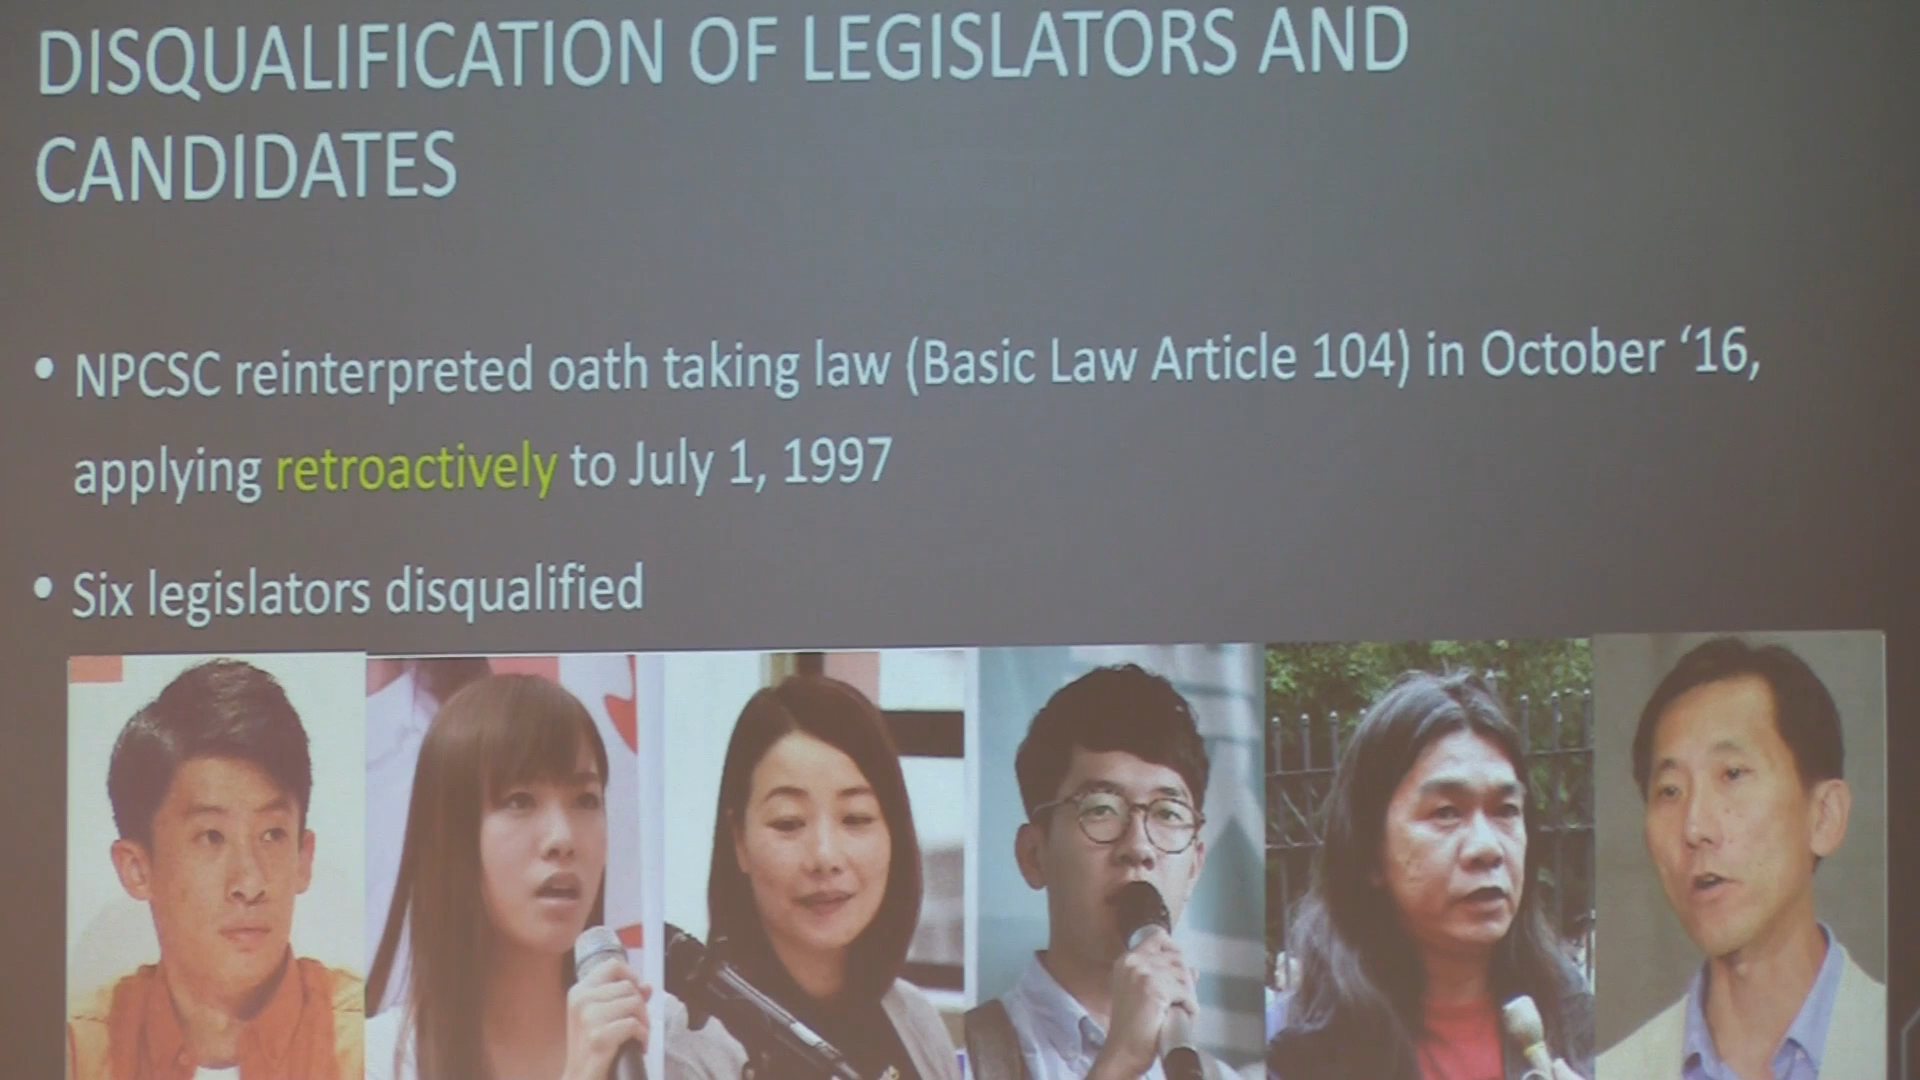 DISQUALIFICATION OF LEGISLATORS AND
CANDIDATES
• NPCSC reinterpreted oath taking law (Basic Law Article 104) in October ‘16,
applying retroactively to July 1, 1997
• Six legislators disqualified